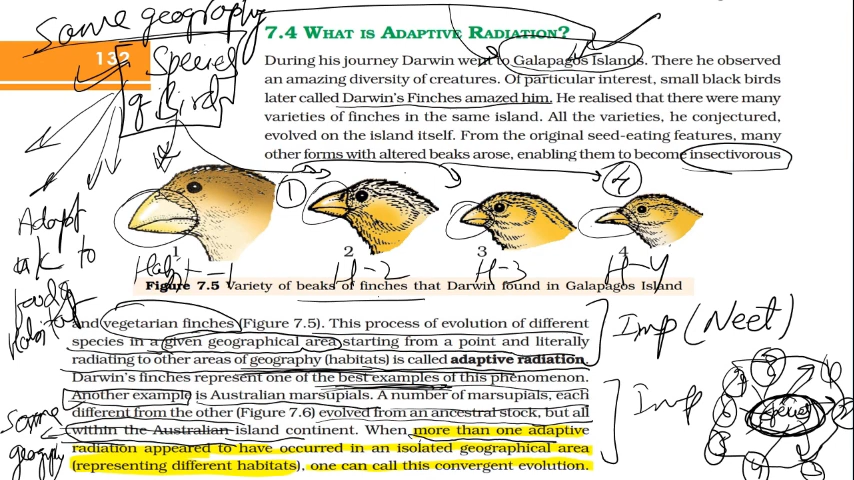 Same geography
7.4 WHAT IS ADAPTIVE RADIATION?
132
Species
of Birds
During his journey Darwin went to Galapagos Islands. There he observed
an amazing diversity of creatures. Of particular interest, small black birds
later called Darwin's Finches amazed him. He realised that there were many
varieties of finches in the same island. All the varieties, he conjectured,
evolved on the island itself. From the original seed-eating features, many
other forms with altered beaks arose, enabling them to become insectivorous
1
4
Adapt
to
food &
Habitat
1
2
3
4
Habit-1
H-2
H-3
H-4
Figure 7.5 Variety of beaks of finches that Darwin found in Galapagos Island
and vegetarian finches (Figure 7.5). This process of evolution of different
species in a given geographical area starting from a point and literally
radiating to other areas of geography (habitats) is called adaptive radiation.
Darwin's finches represent one of the best examples of this phenomenon.
Another example is Australian marsupials. A number of marsupials, each
different from the other (Figure 7.6) evolved from an ancestral stock, but all
within the Australian island continent. When more than one adaptive
radiation appeared to have occurred in an isolated geographical area
(representing different habitats), one can call this convergent evolution.
Imp (Neet)
Imp
Same
geography
species